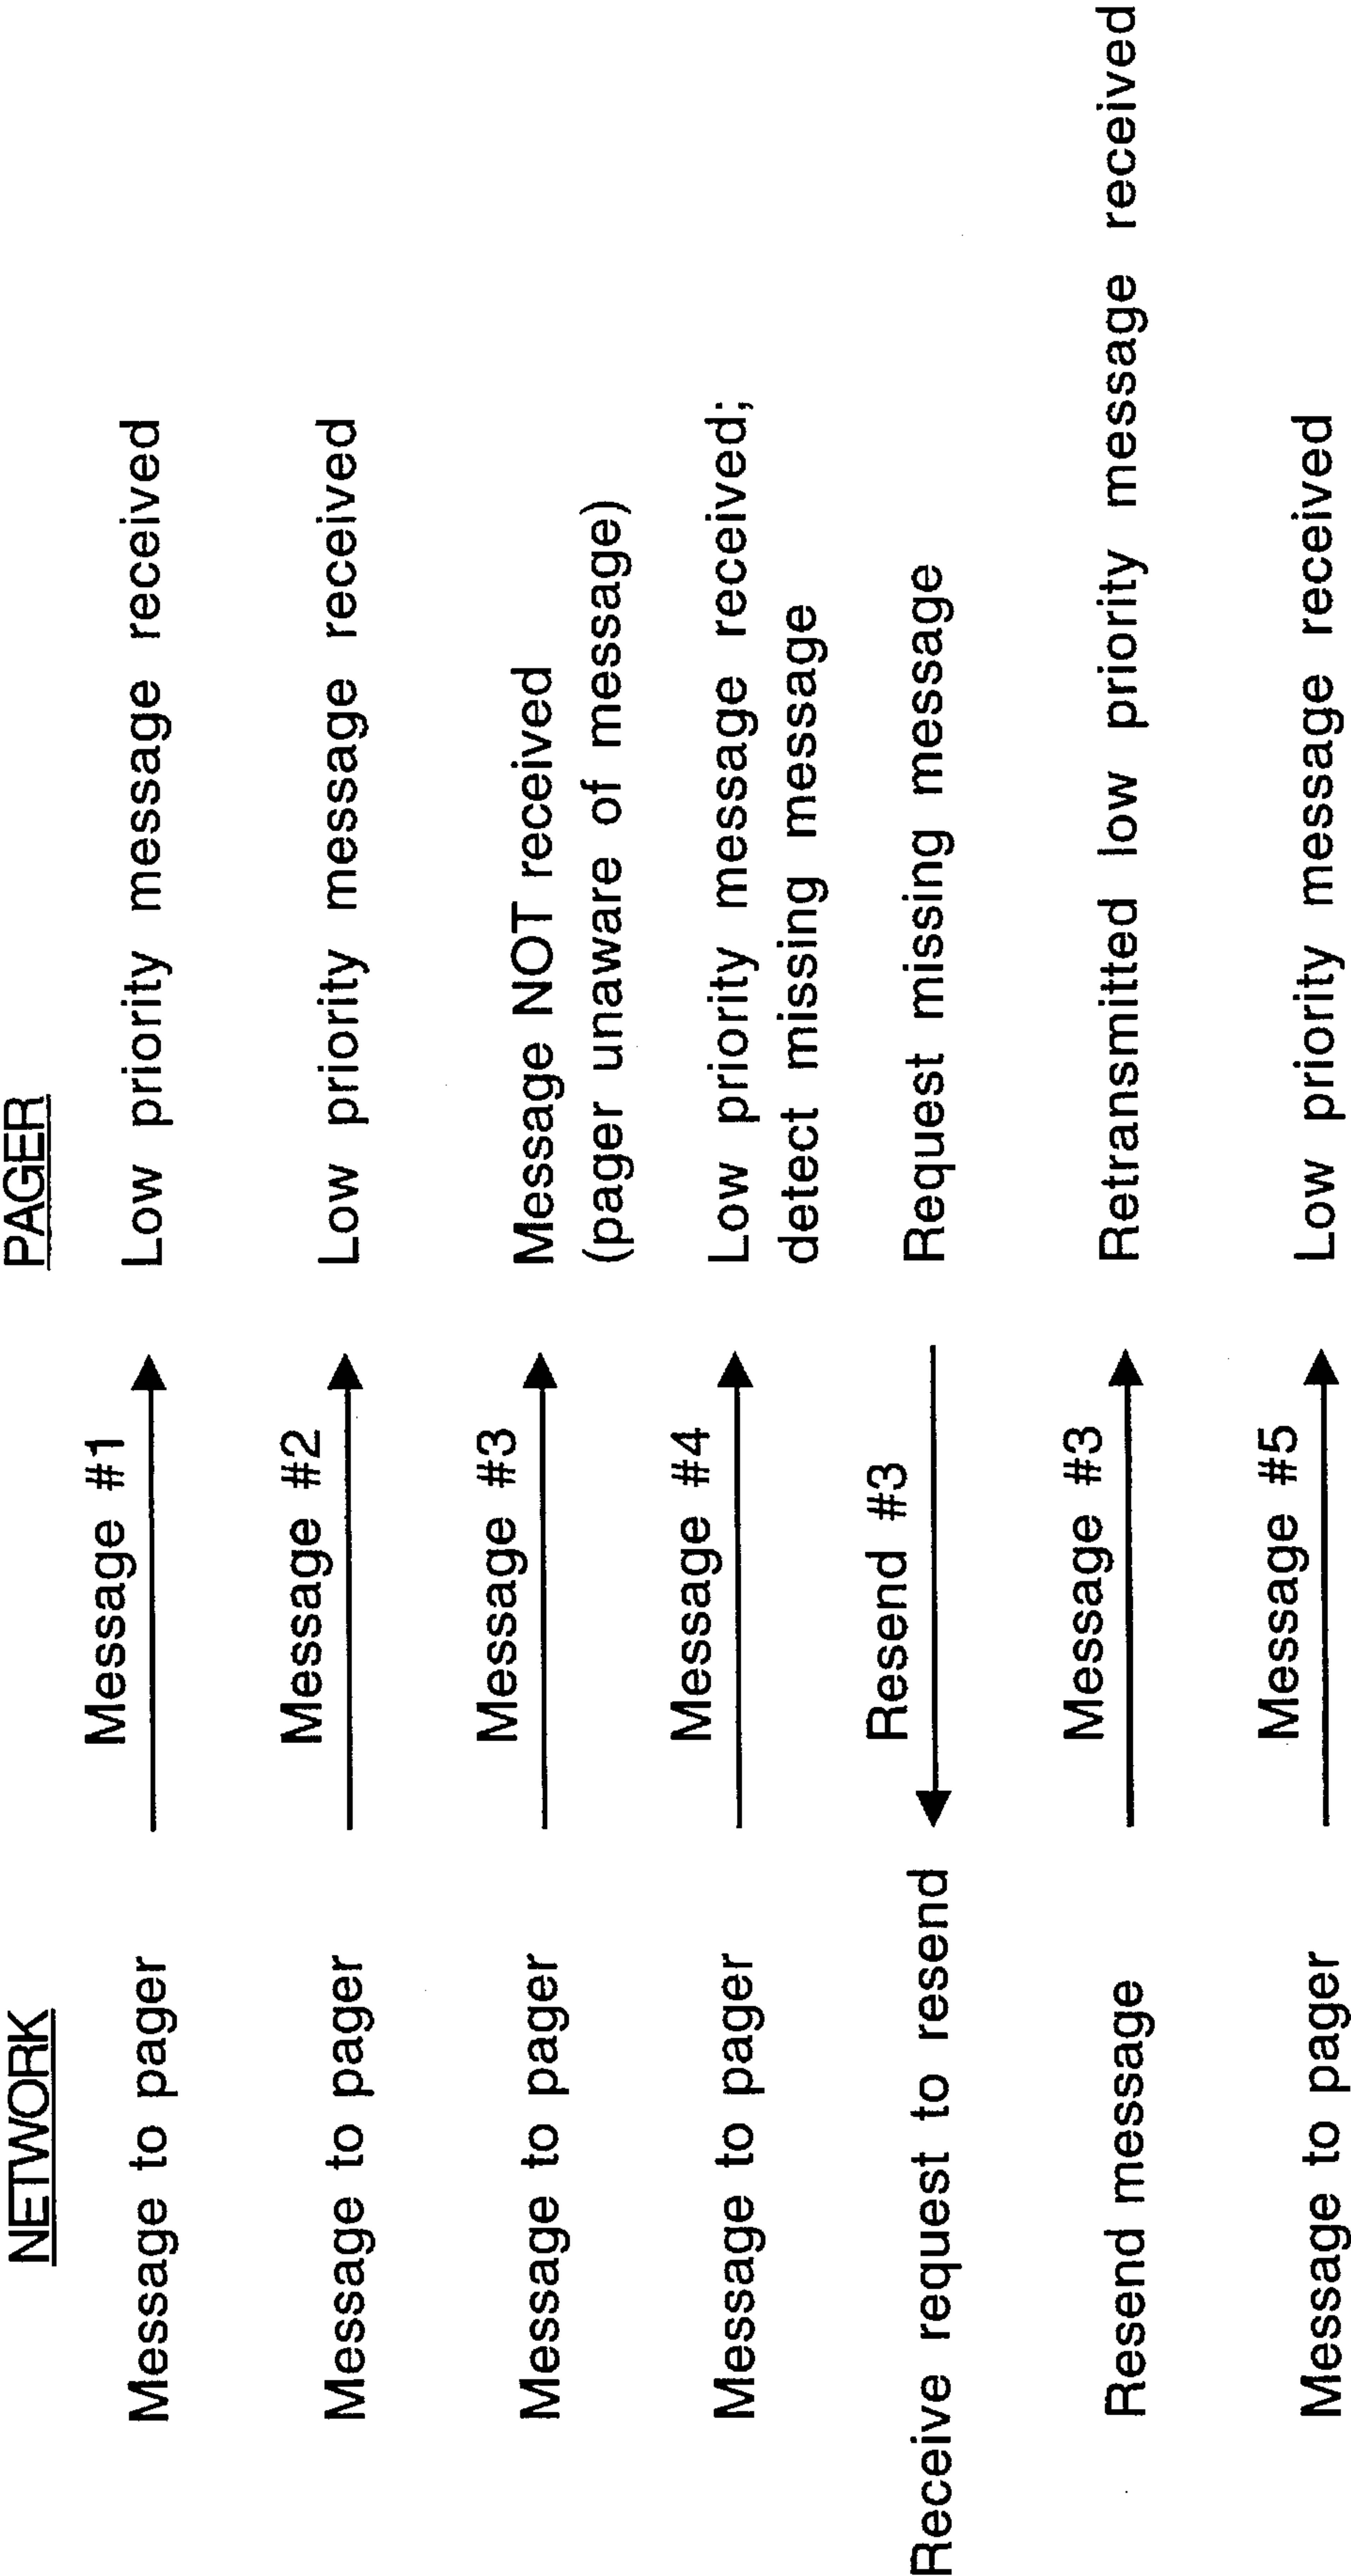 NETWORK
PAGER
Message to pager
Message #1
Low priority message received
Message to pager
Message #2
Low priority message received
Message to pager
Message #3
Message NOT received
(pager unaware of message)
Message to pager
Message #4
Low priority message received;
detect missing message
Receive request to resend
Resend #3
Request missing message
Resend message
Message #3
Retransmitted low priority message received
Message to pager
Message #5
Low priority message received